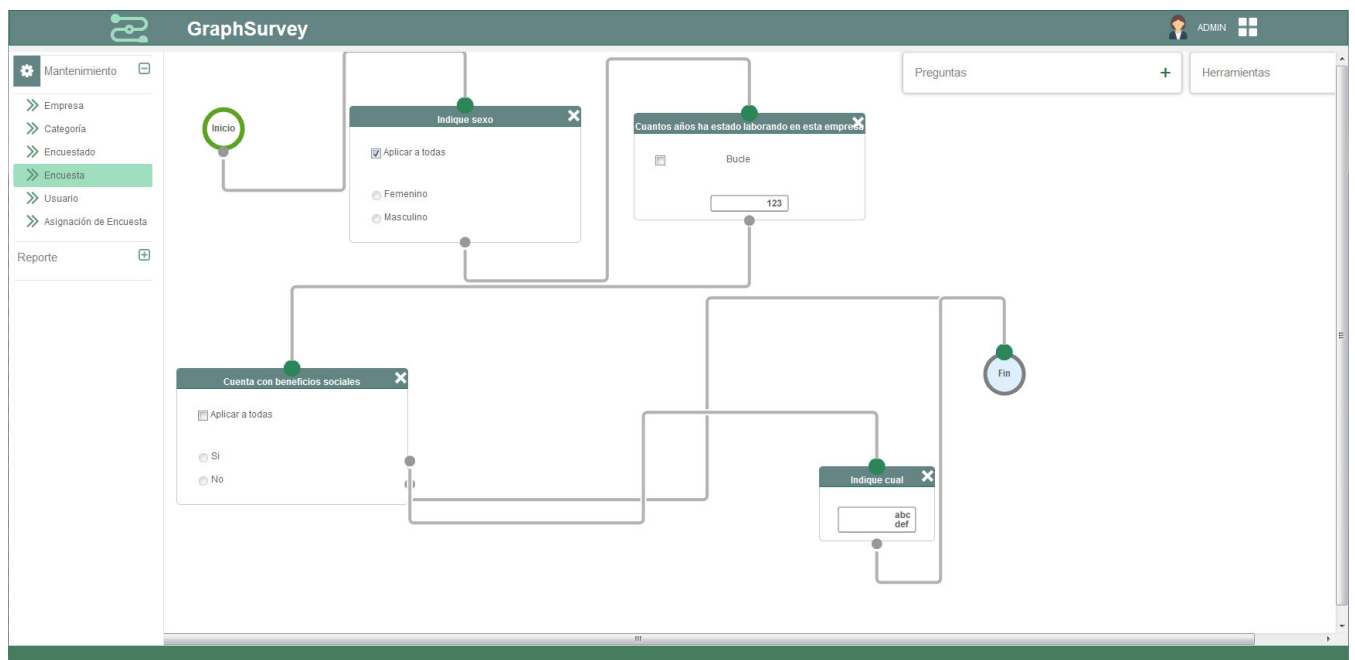 GraphSurvey
ADMIN
Mantenimiento
Empresa
Categoría
Encuestado
Encuesta
Usuario
Asignación de Encuesta
Reporte
Preguntas
+
Herramientas
Inicio
Indique sexo
Aplicar a todas
Femenino
Masculino
Cuantos años ha estado laborando en esta empresa
Bucle
123
Cuenta con beneficios sociales
Aplicar a todas
Si
No
Indique cual
abc
def
Fin